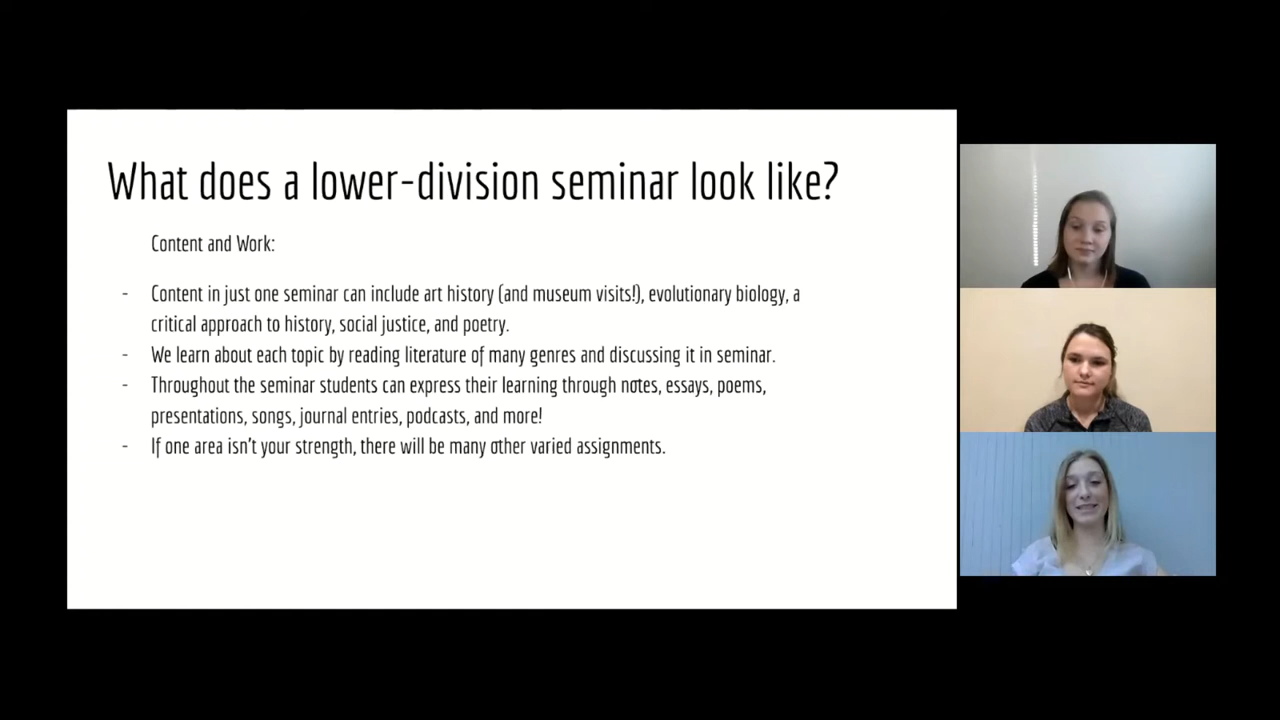 What does a lower-division seminar look like?
Content and Work:
- Content in just one seminar can include art history (and museum visits!), evolutionary biology, a
critical approach to history, social justice, and poetry.
- We learn about each topic by reading literature of many genres and discussing it in seminar.
- Throughout the seminar students can express their learning through notes, essays, poems,
presentations, songs, journal entries, podcasts, and more!
- If one area isn't your strength, there will be many other varied assignments.